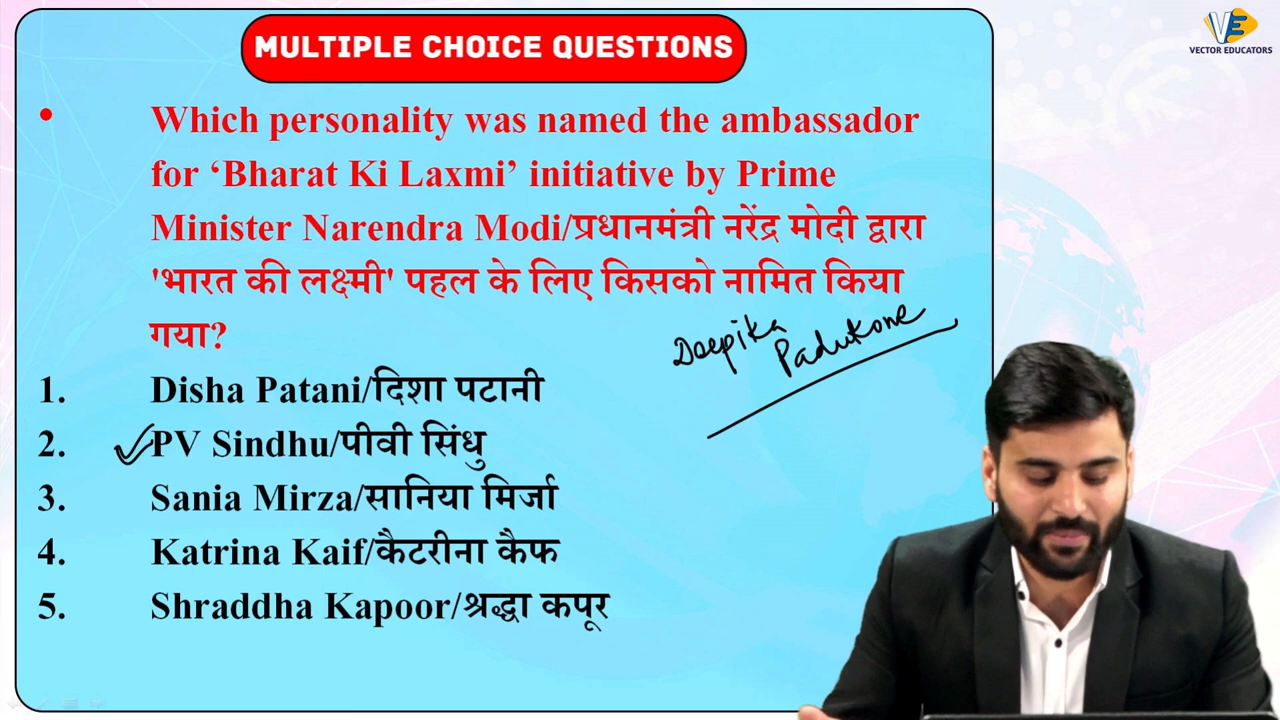 MULTIPLE CHOICE QUESTIONS
VECTOR EDUCATORS
• Which personality was named the ambassador
for ‘Bharat Ki Laxmi’ initiative by Prime
Minister Narendra Modi/प्रधानमंत्री नरेंद्र मोदी द्वारा
'भारत की लक्ष्मी' पहल के लिए किसको नामित किया
गया?
Deepika
Padukone
1. Disha Patani/दिशा पटानी
2. PV Sindhu/पीवी सिंधु
3. Sania Mirza/सानिया मिर्जा
4. Katrina Kaif/कैटरीना कैफ
5. Shraddha Kapoor/श्रद्धा कपूर